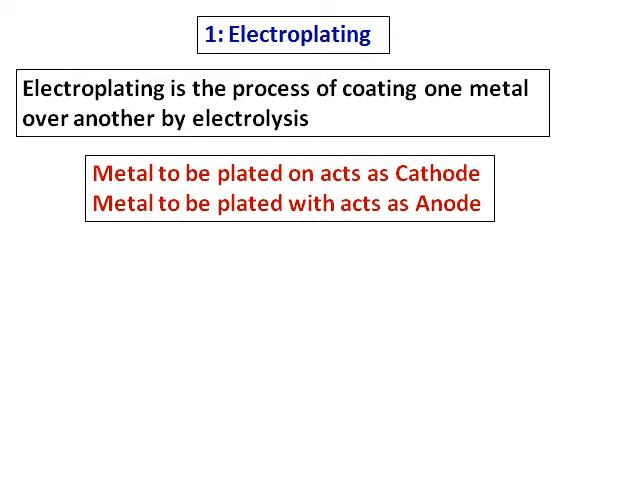 1: Electroplating
Electroplating is the process of coating one metal
over another by electrolysis
Metal to be plated on acts as Cathode
Metal to be plated with acts as Anode